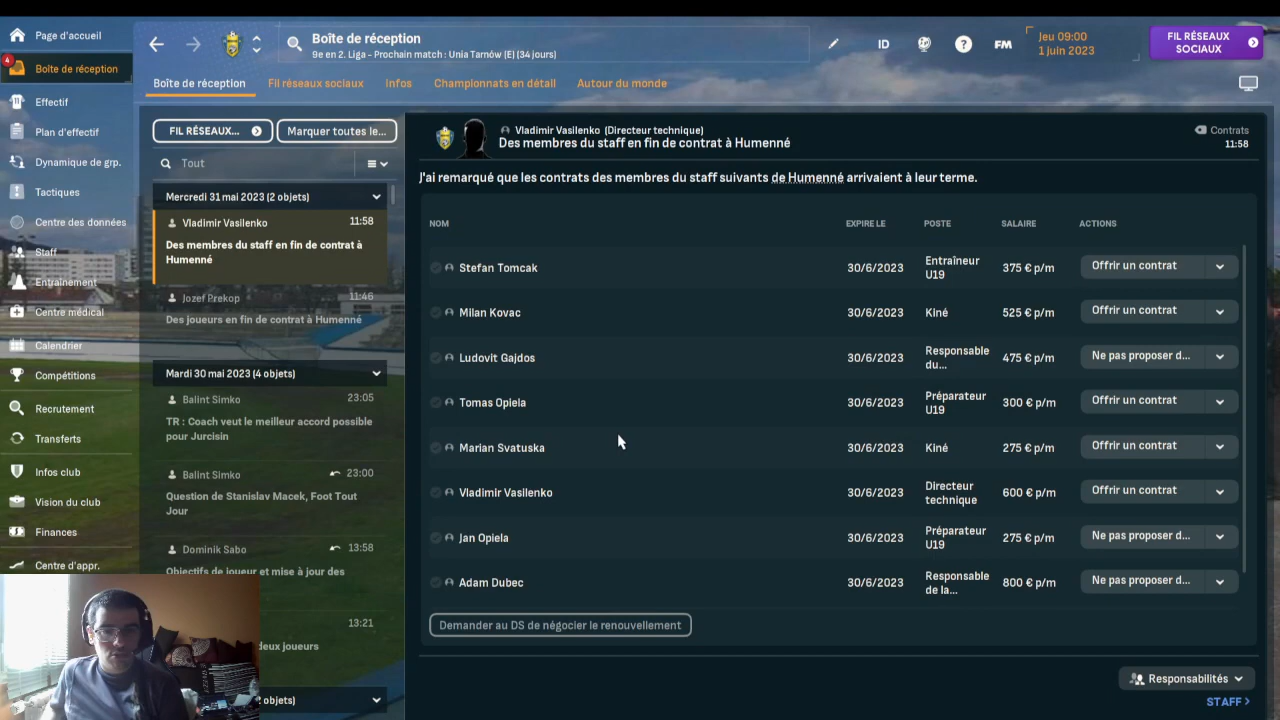 Page d'accueil
4
Boîte de réception
Effectif
Plan d'effectif
Dynamique de grp.
Tactiques
Centre des données
Staff
Entraînement
Centre médical
Calendrier
Compétitions
Recrutement
Transferts
Infos club
Vision du club
Finances
Centre d'appr.
Boîte de réception
9e en 2. Liga - Prochain match : Unia Tarnów (E) (34 jours)
ID
?
FM
Jeu 09:00
1 juin 2023
FIL RÉSEAUX
SOCIAUX
Boîte de réception
Fil réseaux sociaux
Infos
Championnats en détail
Autour du monde
FIL RÉSEAUX...
Marquer toutes le...
Tout
Mercredi 31 mai 2023 (2 objets)
Vladimir Vasilenko 11:58
Des membres du staff en fin de contrat à
Humenné
Jozef Prekop 11:46
Des joueurs en fin de contrat à Humenné
Mardi 30 mai 2023 (4 objets)
Balint Simko 23:05
TR : Coach veut le meilleur accord possible
pour Jurcisin
Balint Simko 23:00
Question de Stanislav Macek, Foot Tout
Jour
Dominik Sabo 13:58
Objectifs de joueur et mise à jour des
13:21
deux joueurs
objets)
Vladimir Vasilenko (Directeur technique)
Des membres du staff en fin de contrat à Humenné
Contrats
11:58
J'ai remarqué que les contrats des membres du staff suivants de Humenné arrivaient à leur terme.
NOM EXPIRE LE POSTE SALAIRE ACTIONS
Stefan Tomcak 30/6/2023 Entraîneur U19 375 € p/m Offrir un contrat
Milan Kovac 30/6/2023 Kiné 525 € p/m Offrir un contrat
Ludovit Gajdos 30/6/2023 Responsable du... 475 € p/m Ne pas proposer d...
Tomas Opiela 30/6/2023 Préparateur U19 300 € p/m Offrir un contrat
Marian Svatuska 30/6/2023 Kiné 275 € p/m Offrir un contrat
Vladimir Vasilenko 30/6/2023 Directeur technique 600 € p/m Offrir un contrat
Jan Opiela 30/6/2023 Préparateur U19 275 € p/m Ne pas proposer d...
Adam Dubec 30/6/2023 Responsable de la... 800 € p/m Ne pas proposer d...
Demander au DS de négocier le renouvellement
Responsabilités
STAFF >